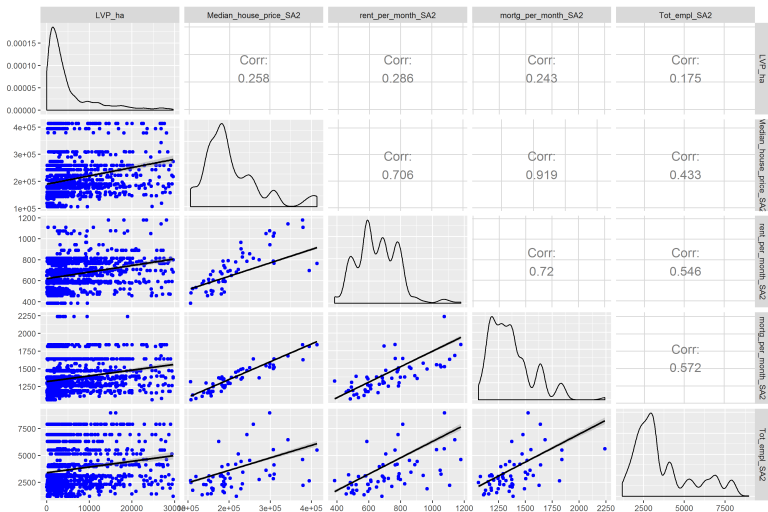 LVP_ha
Median_house_price_SA2
rent_per_month_SA2
mortg_per_month_SA2
Tot_empl_SA2
0.00015
0.00010
0.00005
0.00000
Corr:
0.258
Corr:
0.286
Corr:
0.243
Corr:
0.175
LVP_ha
4e+05
3e+05
2e+05
1e+05
Corr:
0.706
Corr:
0.919
Corr:
0.433
Median_house_price_SA2
1200
1000
800
600
400
Corr:
0.72
Corr:
0.546
rent_per_month_SA2
2250
2000
1750
1500
1250
Corr:
0.572
mortg_per_month_SA2
7500
5000
2500
Tot_empl_SA2
0 10000 20000 30000
1e+05 2e+05 3e+05 4e+05
400 600 800 1000 1200
1250 1500 1750 2000 2250
2500 5000 7500